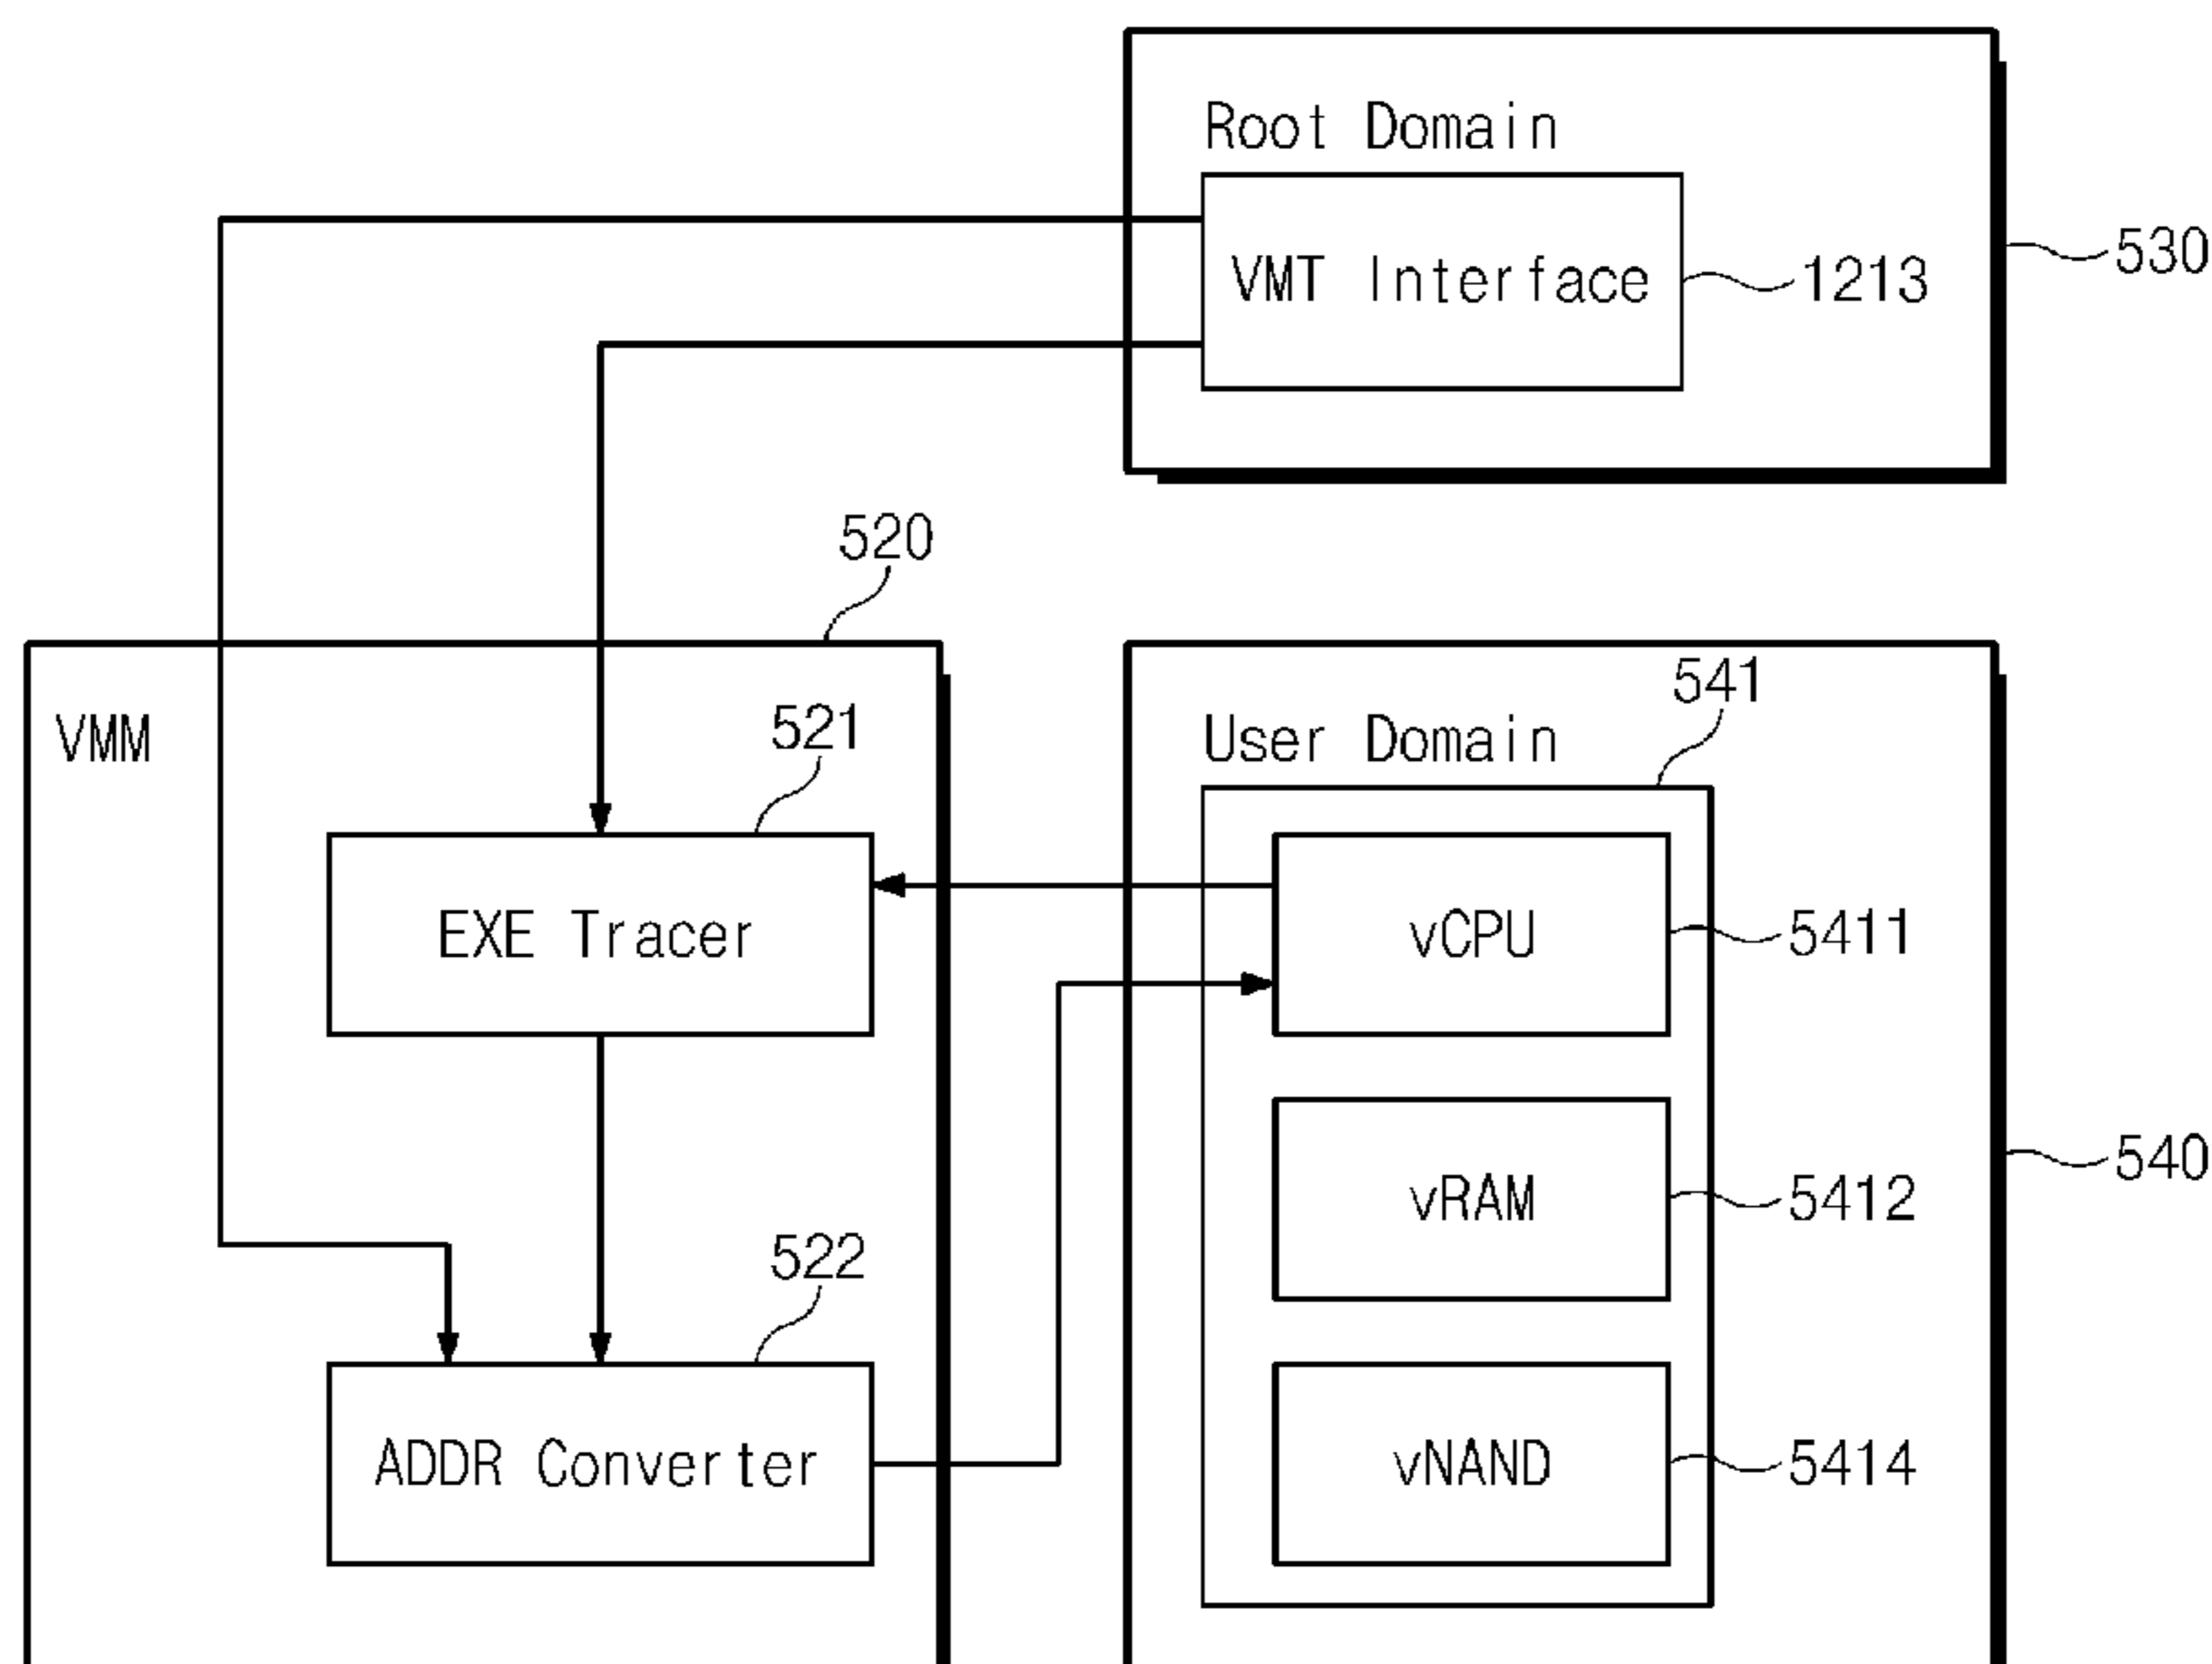 Root Domain
VMT Interface
1213
530
520
VMM
521
EXE Tracer
522
ADDR Converter
User Domain
541
vCPU
5411
vRAM
5412
540
vNAND
5414